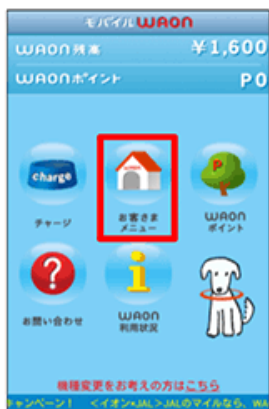 モバイル WAON
WAON残高 ¥1,600
WAONポイント P0
charge
チャージ
お客さま
メニュー
P
WAON
ポイント
?
お問い合わせ
i
WAON
利用状況
機種変更をお考えの方はこちら
キャンペーン! <イオン×JAL>JALのマイルなら、WA